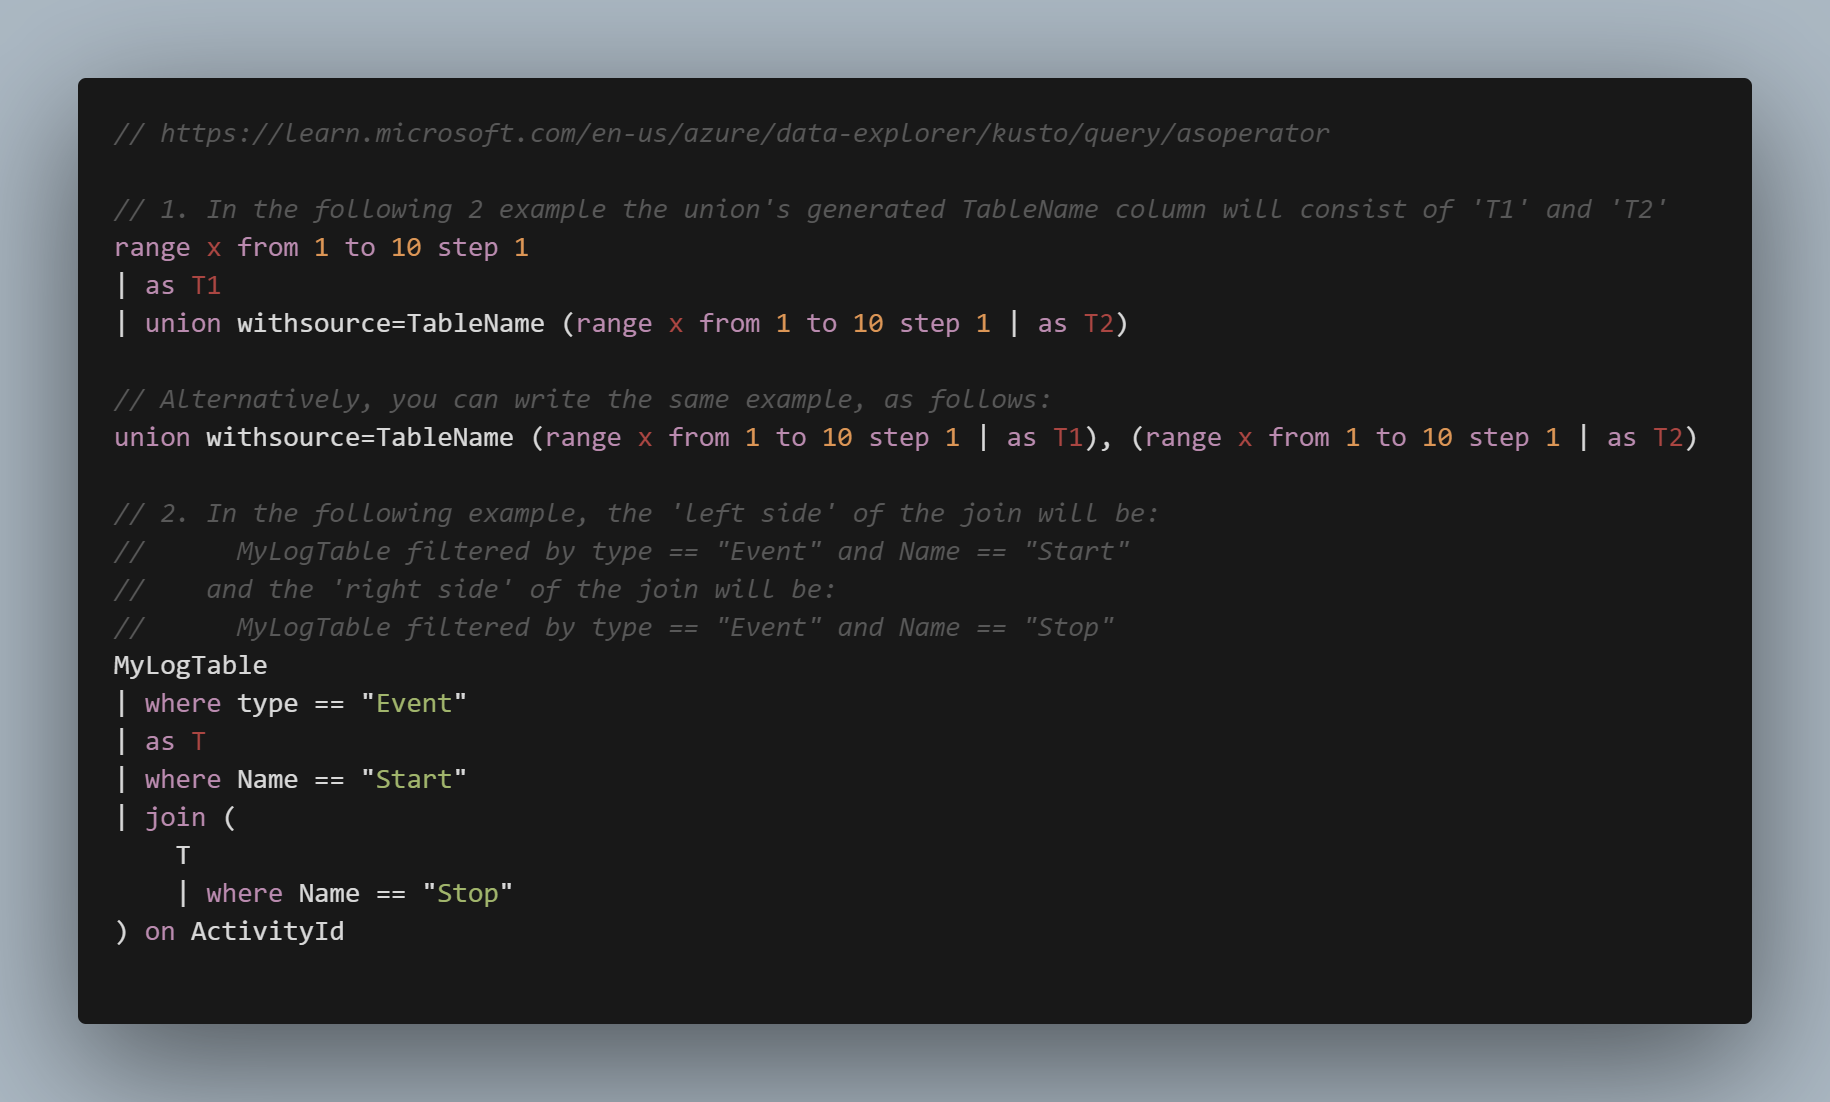 // https://learn.microsoft.com/en-us/azure/data-explorer/kusto/query/asoperator
// 1. In the following 2 example the union's generated TableName column will consist of 'T1' and 'T2'
range x from 1 to 10 step 1
| as T1
| union withsource=TableName (range x from 1 to 10 step 1 | as T2)
// Alternatively, you can write the same example, as follows:
union withsource=TableName (range x from 1 to 10 step 1 | as T1), (range x from 1 to 10 step 1 | as T2)
// 2. In the following example, the 'left side' of the join will be:
//      MyLogTable filtered by type == "Event" and Name == "Start"
//    and the 'right side' of the join will be:
//      MyLogTable filtered by type == "Event" and Name == "Stop"
MyLogTable
| where type == "Event"
| as T
| where Name == "Start"
| join (
    T
    | where Name == "Stop"
) on ActivityId